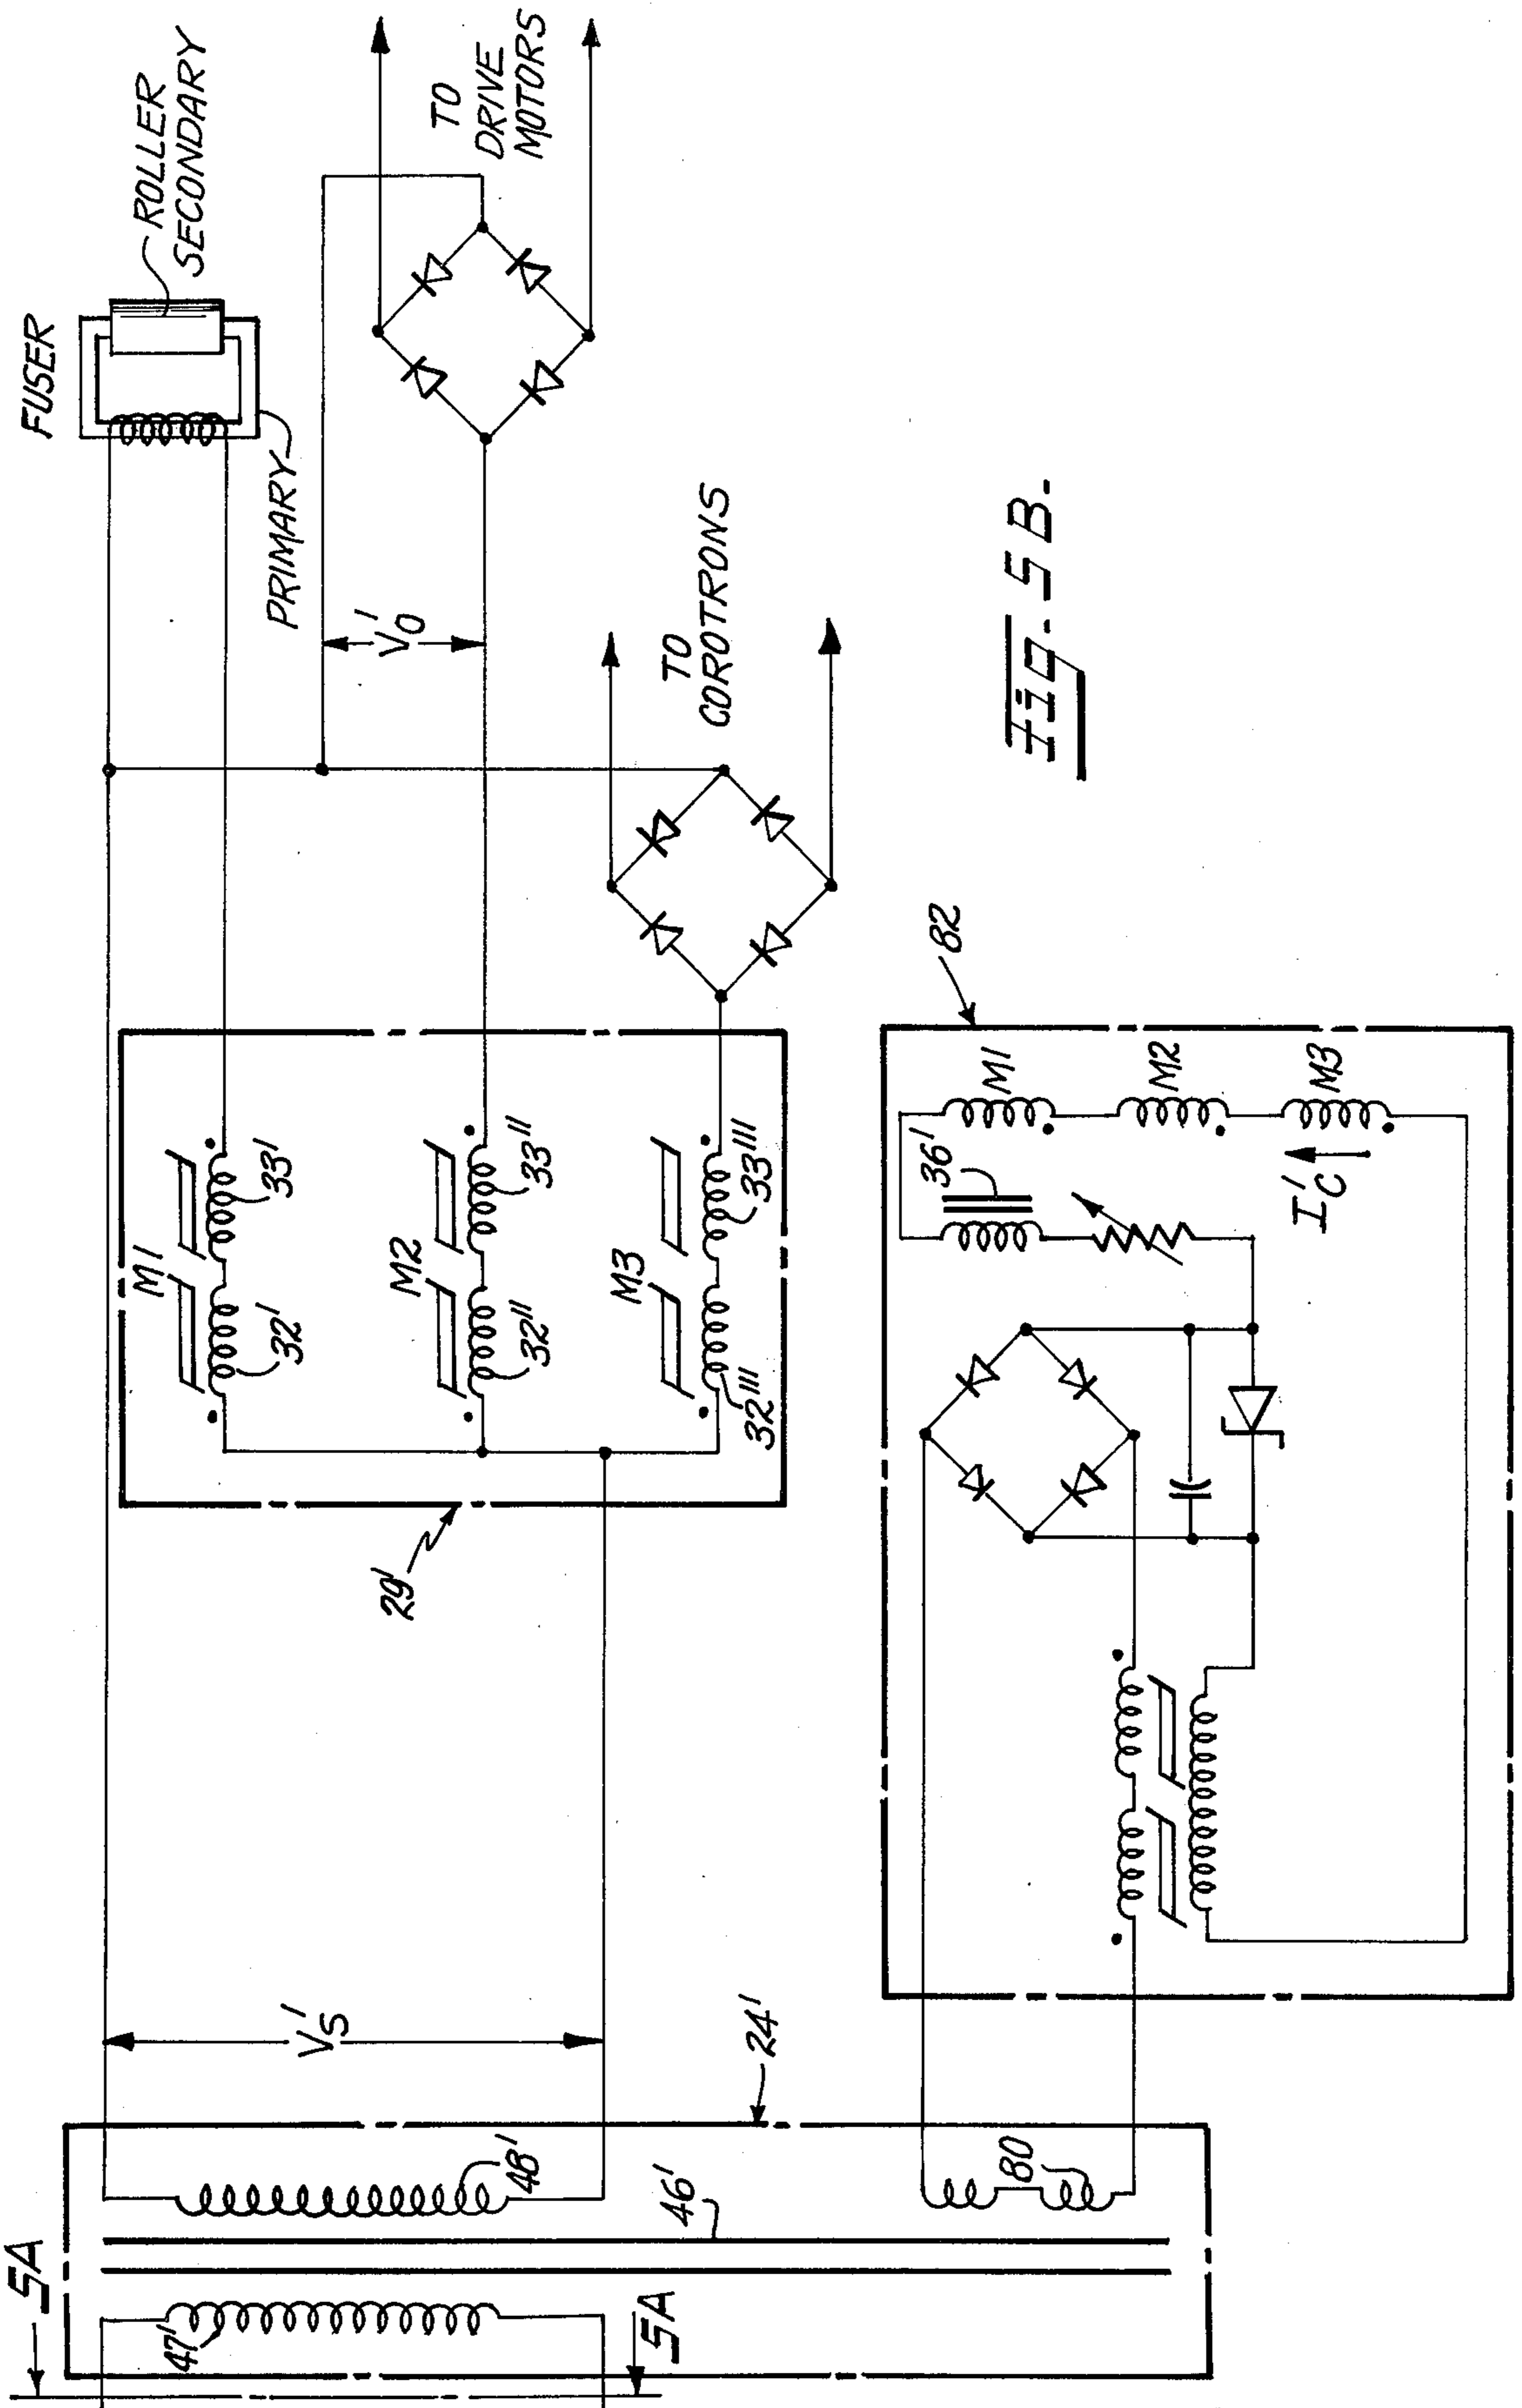 5A
5A
47'
48'
46'
80
24'
V'S
29'
M1
32'
33'
M2
32"
33"
M3
32'''
33'''
FUSER
ROLLER
SECONDARY
PRIMARY
V'O
TO
DRIVE
MOTORS
TO
COROTRONS
82
36'
M1
M2
M3
I'C
Fig. 5B.